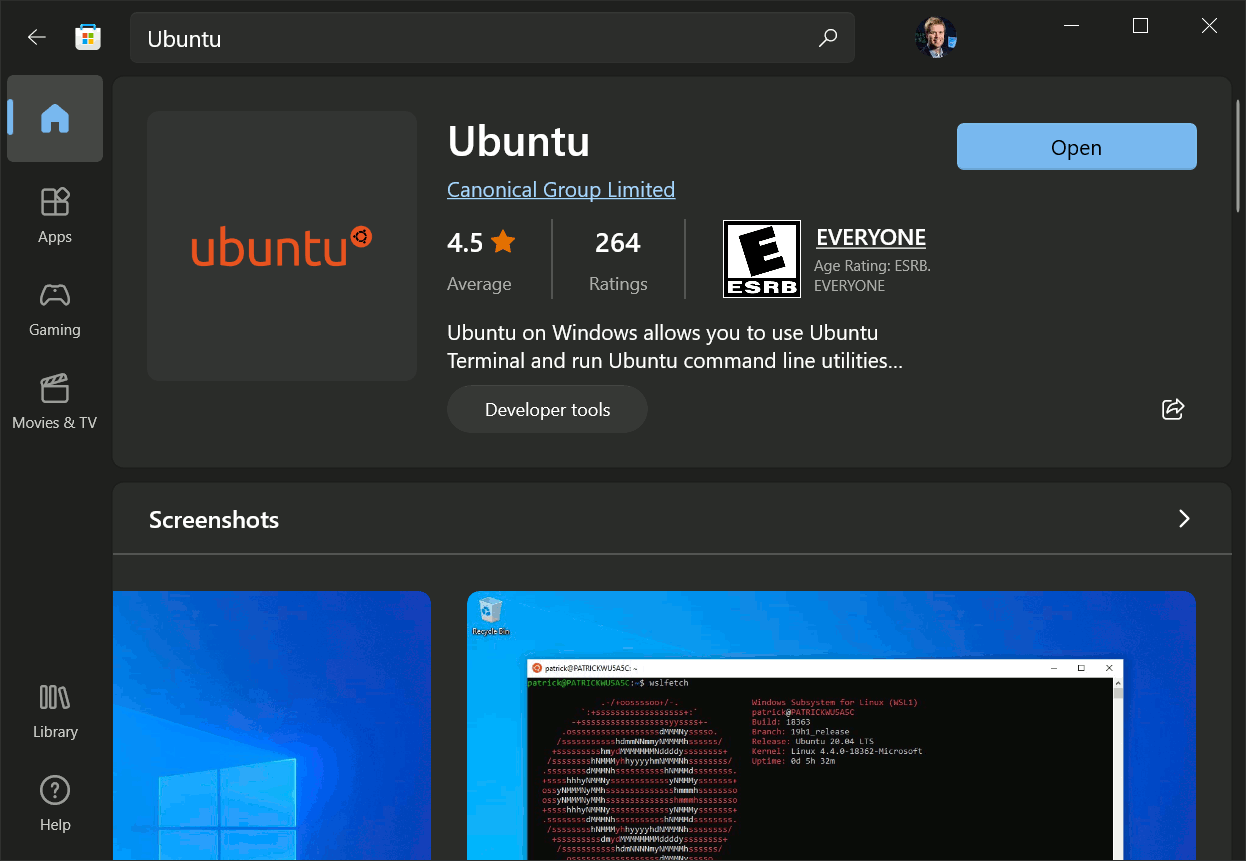 Ubuntu
Apps
Gaming
Movies & TV
Library
Help
ubuntu
Ubuntu
Open
Canonical Group Limited
4.5
264
Average
Ratings
E
ESRB
EVERYONE
Age Rating: ESRB.
EVERYONE
Ubuntu on Windows allows you to use Ubuntu
Terminal and run Ubuntu command line utilities...
Developer tools
Screenshots
Recycle Bin
patrick@PATRICKWU5A5C: ~
patrick@PATRICKWU5A5C:~$ wslfetch
Windows Subsystem for Linux (WSL1)
patrick@PATRICKWU5A5C
Build: 18363
Branch: 19h1_release
Release: Ubuntu 20.04 LTS
Kernel: Linux 4.4.0-18362-Microsoft
Uptime: 0d 5h 32m